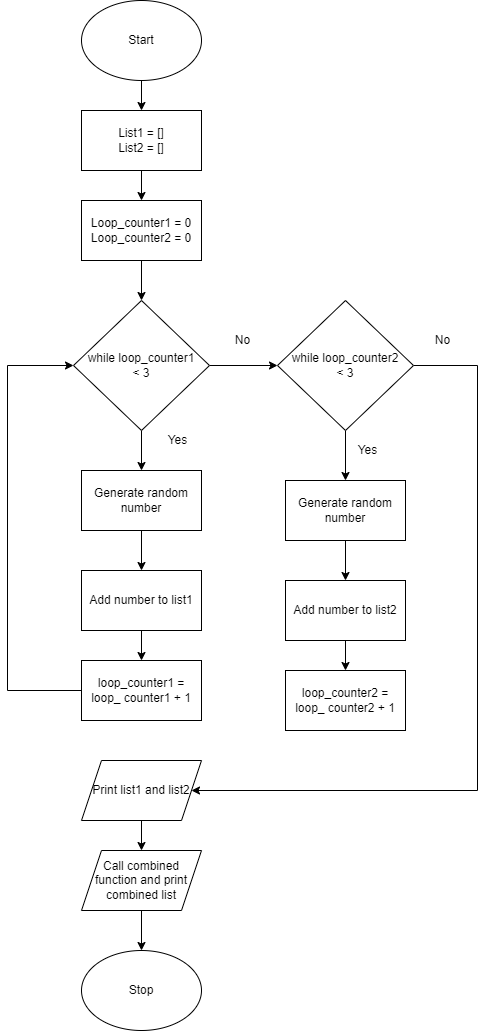 Start
List1 = []
List2 = []
Loop_counter1 = 0
Loop_counter2 = 0
while loop_counter1
< 3
No
while loop_counter2
< 3
No
Yes
Yes
Generate random
number
Generate random
number
Add number to list1
Add number to list2
loop_counter1 =
loop_ counter1 + 1
loop_counter2 =
loop_ counter2 + 1
Print list1 and list2
Call combined
function and print
combined list
Stop